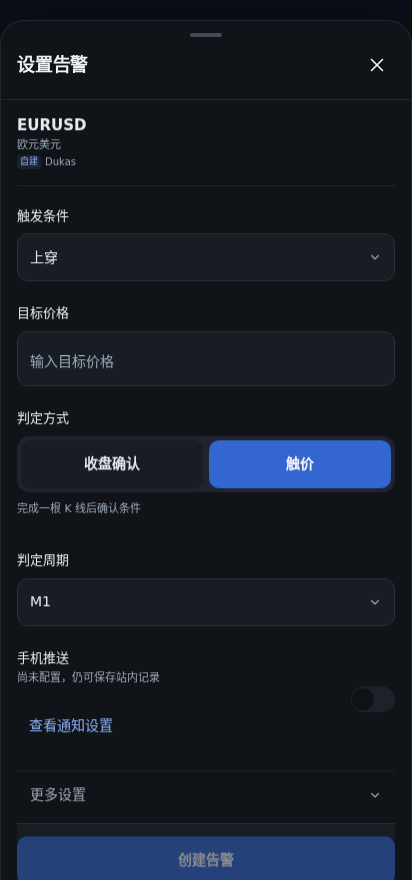 设置告警
EURUSD
欧元美元
自建 Dukas
触发条件
上穿
目标价格
输入目标价格
判定方式
收盘确认 触价
完成一根 K 线后确认条件
判定周期
M1
手机推送
尚未配置，仍可保存站内记录
查看通知设置
更多设置
创建告警